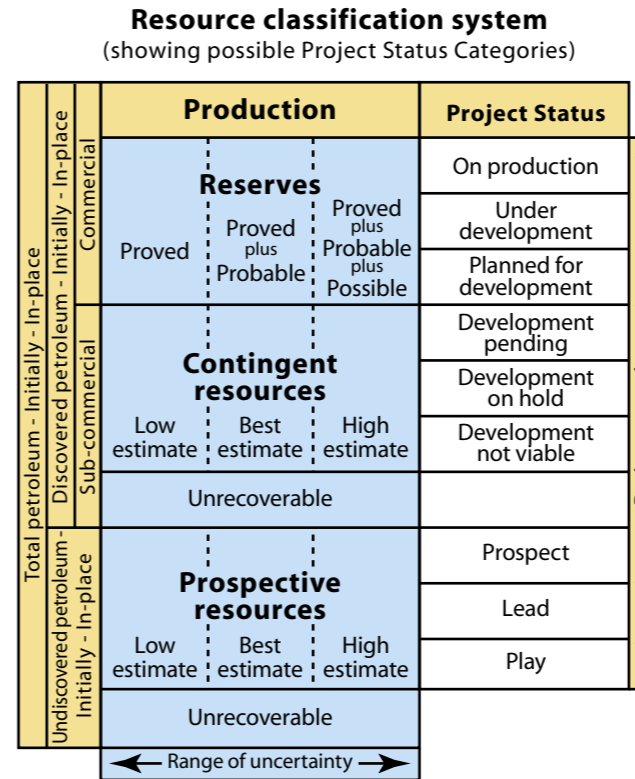 Resource classification system
(showing possible Project Status Categories)
Total petroleum - Initially - In-place
Discovered petroleum - Initially - In-place
Commercial
Production
Project Status
Reserves
Proved
Proved
plus
Probable
Proved
plus
Probable
plus
Possible
On production
Under
development
Planned for
development
Sub-commercial
Contingent
resources
Low
estimate
Best
estimate
High
estimate
Development
pending
Development
on hold
Development
not viable
Unrecoverable
Undiscovered petroleum -
Initially - In-place
Prospective
resources
Low
estimate
Best
estimate
High
estimate
Prospect
Lead
Play
Unrecoverable
Range of uncertainty